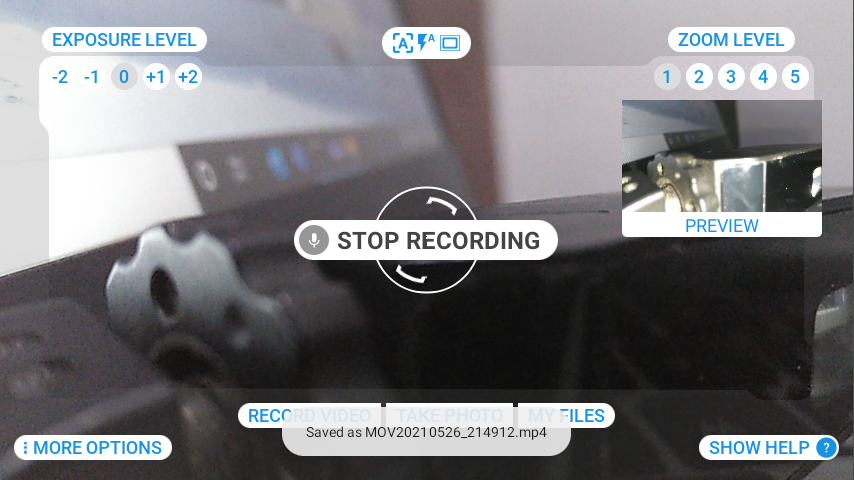 EXPOSURE LEVEL
-2 -1 0 +1 +2
A A
ZOOM LEVEL
1 2 3 4 5
PREVIEW
STOP RECORDING
RECORD VIDEO TAKE PHOTO MY FILES
Saved as MOV20210526_214912.mp4
MORE OPTIONS
SHOW HELP ?